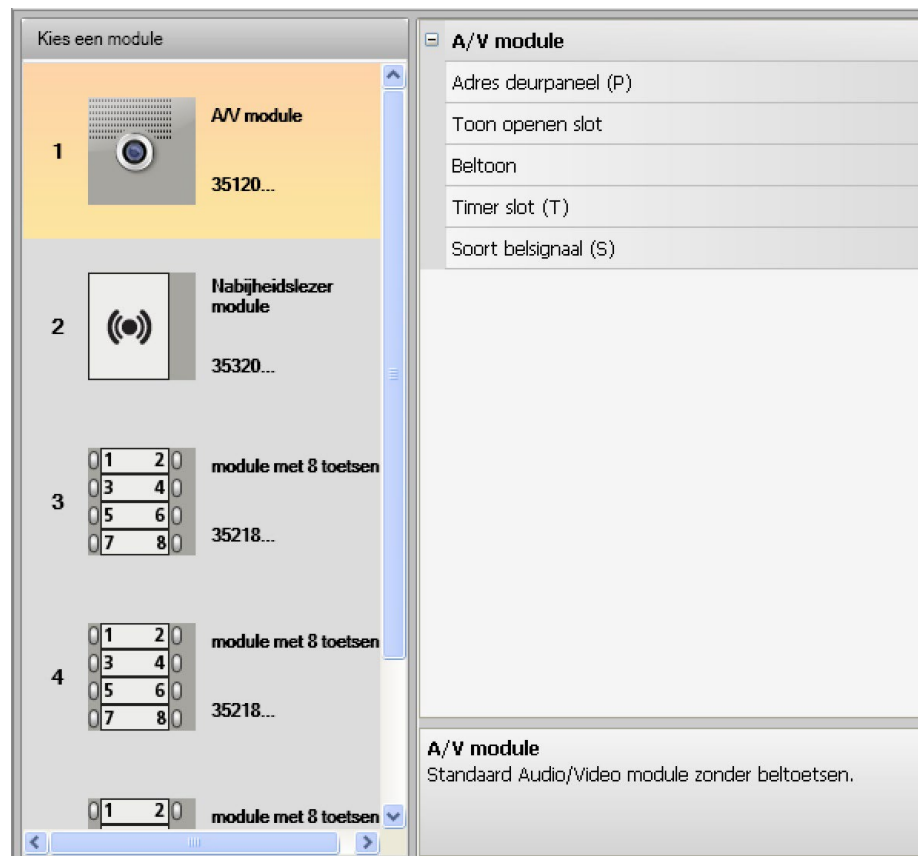 Kies een module
1
A/V module
35120...
2
Nabijheidslezer
module
35320...
3
1 2
3 4
5 6
7 8
module met 8 toetsen
35218...
4
1 2
3 4
5 6
7 8
module met 8 toetsen
35218...
1 2
module met 8 toetsen
A/V module
Adres deurpaneel (P)
Toon openen slot
Beltoon
Timer slot (T)
Soort belsignaal (S)
A/V module
Standaard Audio/Video module zonder beltoetsen.